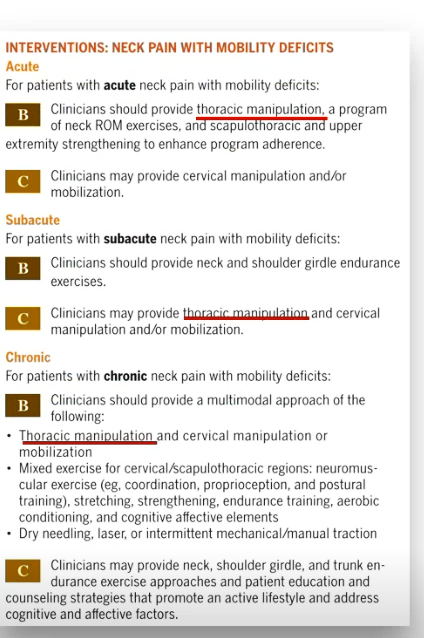 INTERVENTIONS: NECK PAIN WITH MOBILITY DEFICITS
Acute
For patients with acute neck pain with mobility deficits:
B Clinicians should provide thoracic manipulation, a program
of neck ROM exercises, and scapulothoracic and upper
extremity strengthening to enhance program adherence.
C Clinicians may provide cervical manipulation and/or
mobilization.
Subacute
For patients with subacute neck pain with mobility deficits:
B Clinicians should provide neck and shoulder girdle endurance
exercises.
C Clinicians may provide thoracic manipulation and cervical
manipulation and/or mobilization.
Chronic
For patients with chronic neck pain with mobility deficits:
B Clinicians should provide a multimodal approach of the
following:
• Thoracic manipulation and cervical manipulation or
mobilization
• Mixed exercise for cervical/scapulothoracic regions: neuromus-
cular exercise (eg, coordination, proprioception, and postural
training), stretching, strengthening, endurance training, aerobic
conditioning, and cognitive affective elements
• Dry needling, laser, or intermittent mechanical/manual traction
C Clinicians may provide neck, shoulder girdle, and trunk en-
durance exercise approaches and patient education and
counseling strategies that promote an active lifestyle and address
cognitive and affective factors.